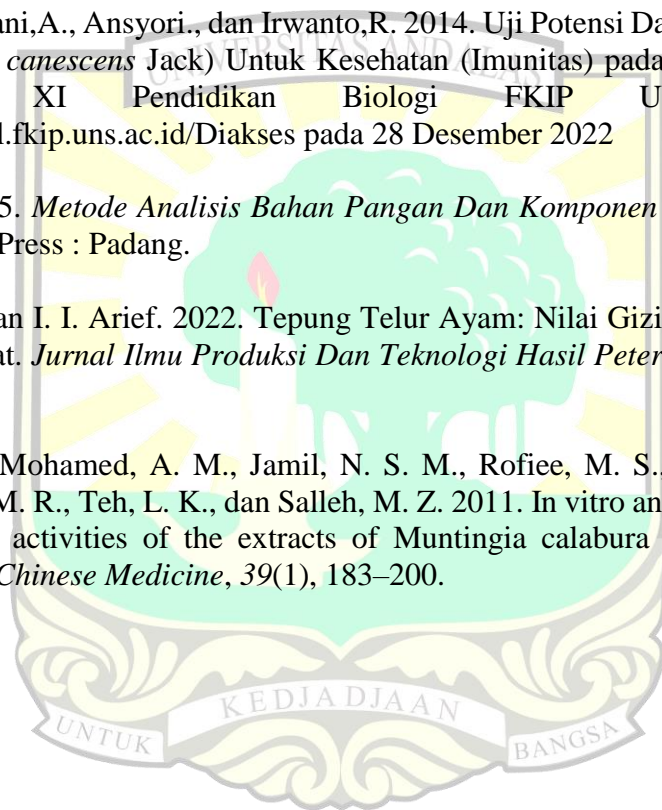 ani,A., Ansyori., dan Irwanto,R. 2014. Uji Potensi Da
canescens Jack) Untuk Kesehatan (Imunitas) pada
XI Pendidikan Biologi FKIP U
l.fkip.uns.ac.id/Diakses pada 28 Desember 2022
5. Metode Analisis Bahan Pangan Dan Komponen
Press : Padang.
an I. I. Arief. 2022. Tepung Telur Ayam: Nilai Gizi
at. Jurnal Ilmu Produksi Dan Teknologi Hasil Peter
Mohamed, A. M., Jamil, N. S. M., Rofiee, M. S.,
M. R., Teh, L. K., dan Salleh, M. Z. 2011. In vitro an
activities of the extracts of Muntingia calabura
Chinese Medicine, 39(1), 183–200.
UNIVERSITAS ANDALAS
UNTUK KEDJADJAAN BANGSA